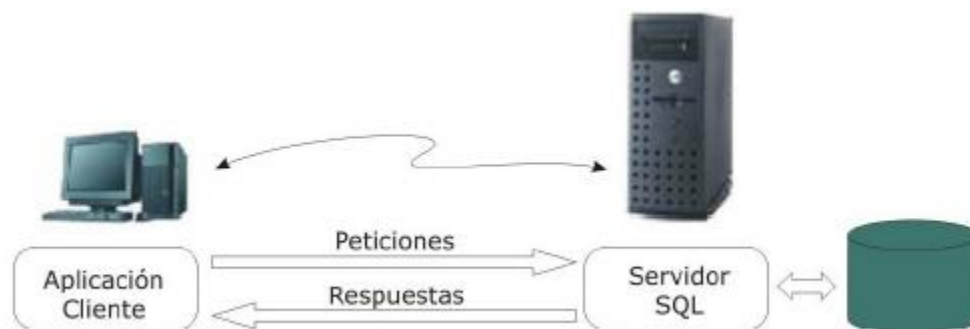 Peticiones
Aplicación
Cliente
Respuestas
Servidor
SQL